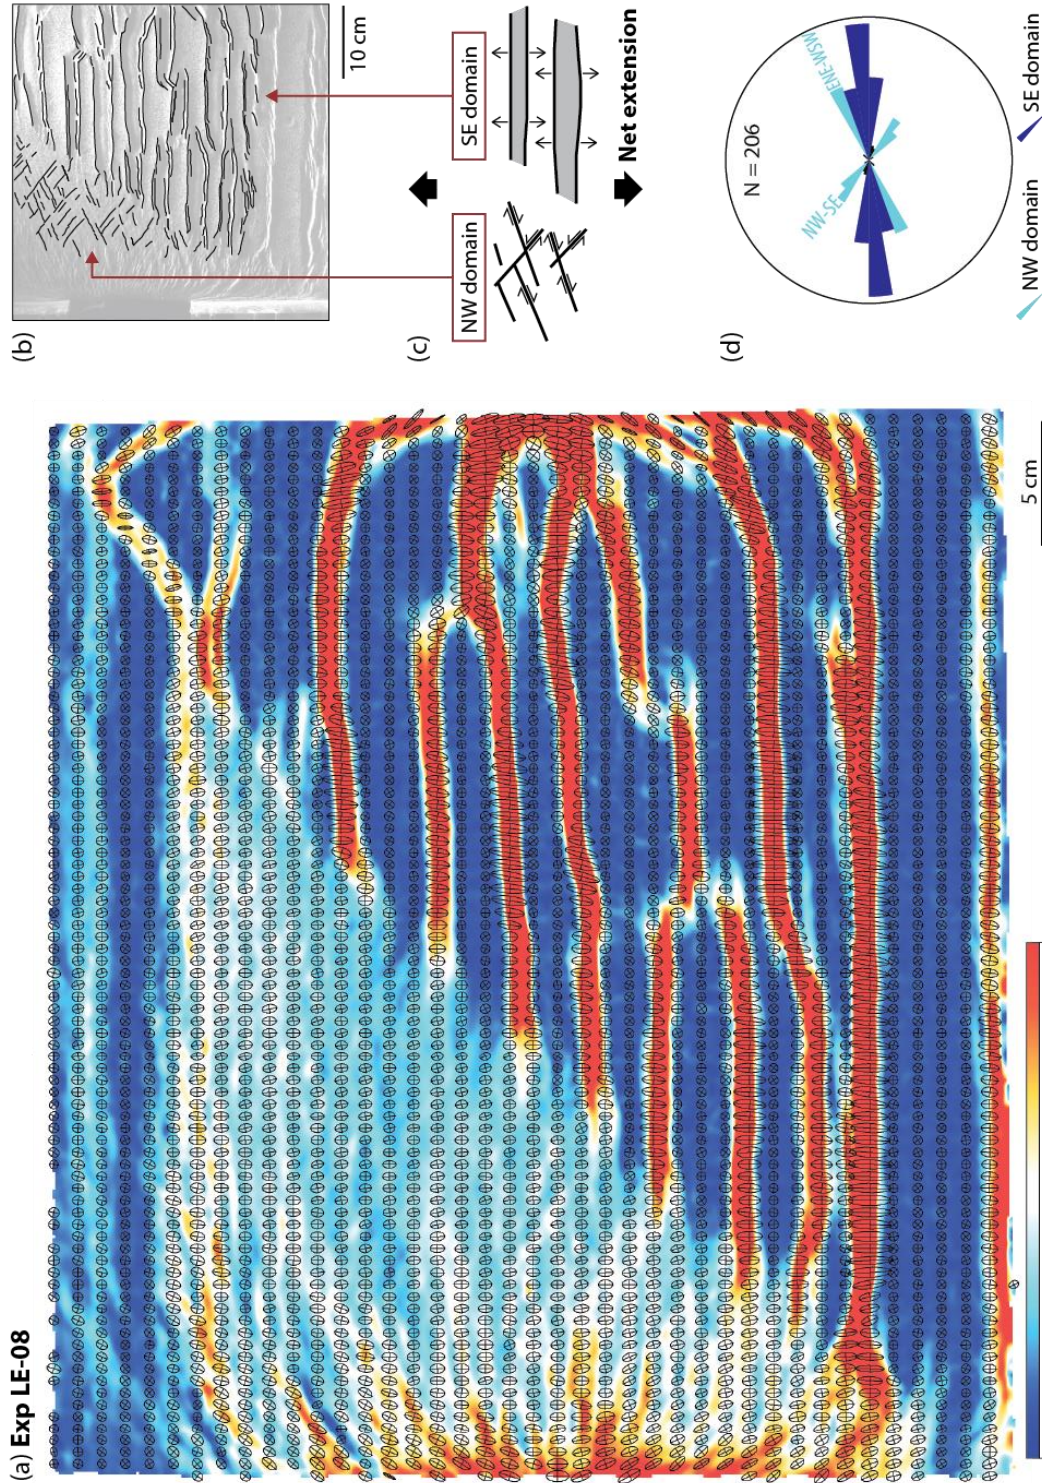 (a) Exp LE-08
5 cm
(b)
10 cm
(c)
NW domain
SE domain
Net extension
(d)
N = 206
NW-SE
ENE-WSW
NW domain
SE domain